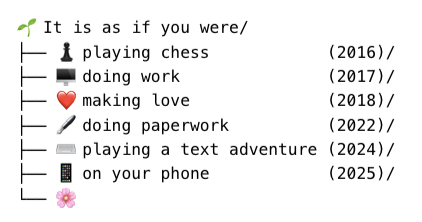 🌱 It is as if you were/
├── ♟️ playing chess (2016)/
├── 🖥️ doing work (2017)/
├── ❤️ making love (2018)/
├── 🖋️ doing paperwork (2022)/
├── ⌨️ playing a text adventure (2024)/
├── 📱 on your phone (2025)/
└── 🌸